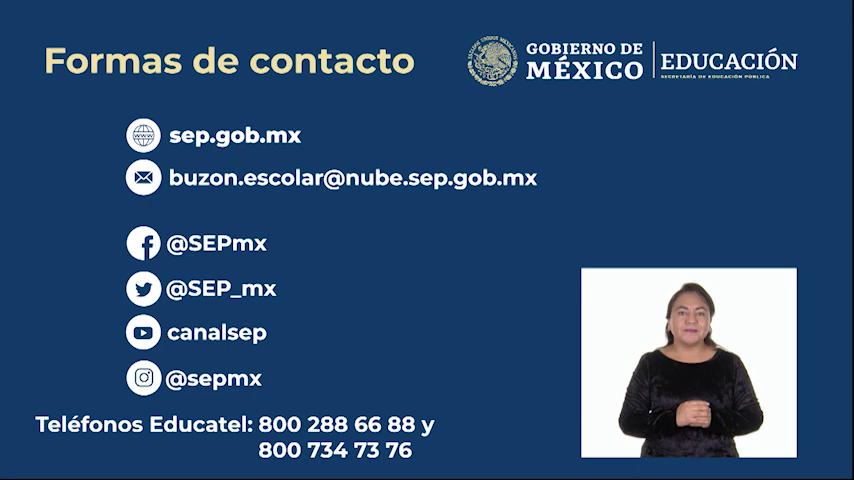 Formas de contacto
GOBIERNO DE
MÉXICO
EDUCACIÓN
SECRETARÍA DE EDUCACIÓN PÚBLICA
sep.gob.mx
buzon.escolar@nube.sep.gob.mx
@SEPmx
@SEP_mx
canalsep
@sepmx
Teléfonos Educatel: 800 288 66 88 y
800 734 73 76